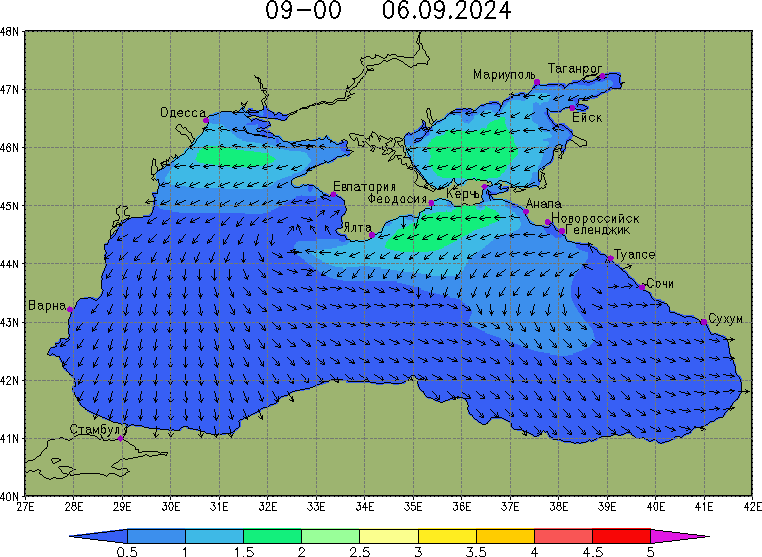 09-00 06.09.2024
48N
47N
46N
45N
44N
43N
42N
41N
40N
Таганрог
Мариуполь
Ейск
Одесса
Евпатория
Керчь
Феодосия
Анапа
Новороссийск
Ялта
Геленджик
Туапсе
Сочи
Варна
Сухум
Стамбул
27E 28E 29E 30E 31E 32E 33E 34E 35E 36E 37E 38E 39E 40E 41E 42E
0.5 1 1.5 2 2.5 3 3.5 4 4.5 5